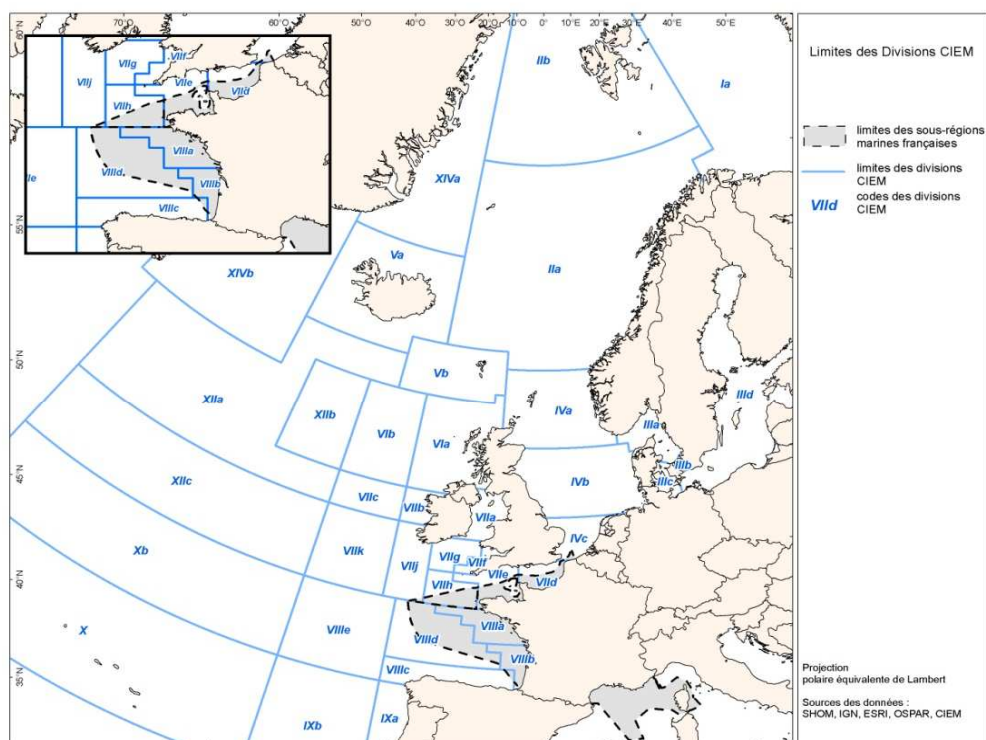 70°W
60°W
50°W
40°W
30°W
20°W
10°W
0°E
10°E
20°E
30°E
40°E
50°E
60°N
55°N
50°N
45°N
40°N
35°N
VIIj
VIIg
VIIf
VIIe
VIId
VIIh
VIIIa
VIIId
VIIIb
VIIIc
IIb
Ia
XIVa
Va
IIa
XIVb
Vb
XIIa
XIIb
VIb
VIa
IVa
IIIa
IIId
IIIb
IIIc
IVb
XIIc
VIIc
VIIb
VIIa
IVc
Xb
VIIk
VIIj
VIIg
VIIf
VIIe
VIId
VIIh
X
VIIIe
VIIId
VIIIa
VIIIb
VIIIc
IXb
IXa
Limites des Divisions CIEM
limites des sous-régions
marines françaises
limites des divisions
CIEM
VIId
codes des divisions
CIEM
Projection
polaire équivalente de Lambert
Sources des données :
SHOM, IGN, ESRI, OSPAR, CIEM